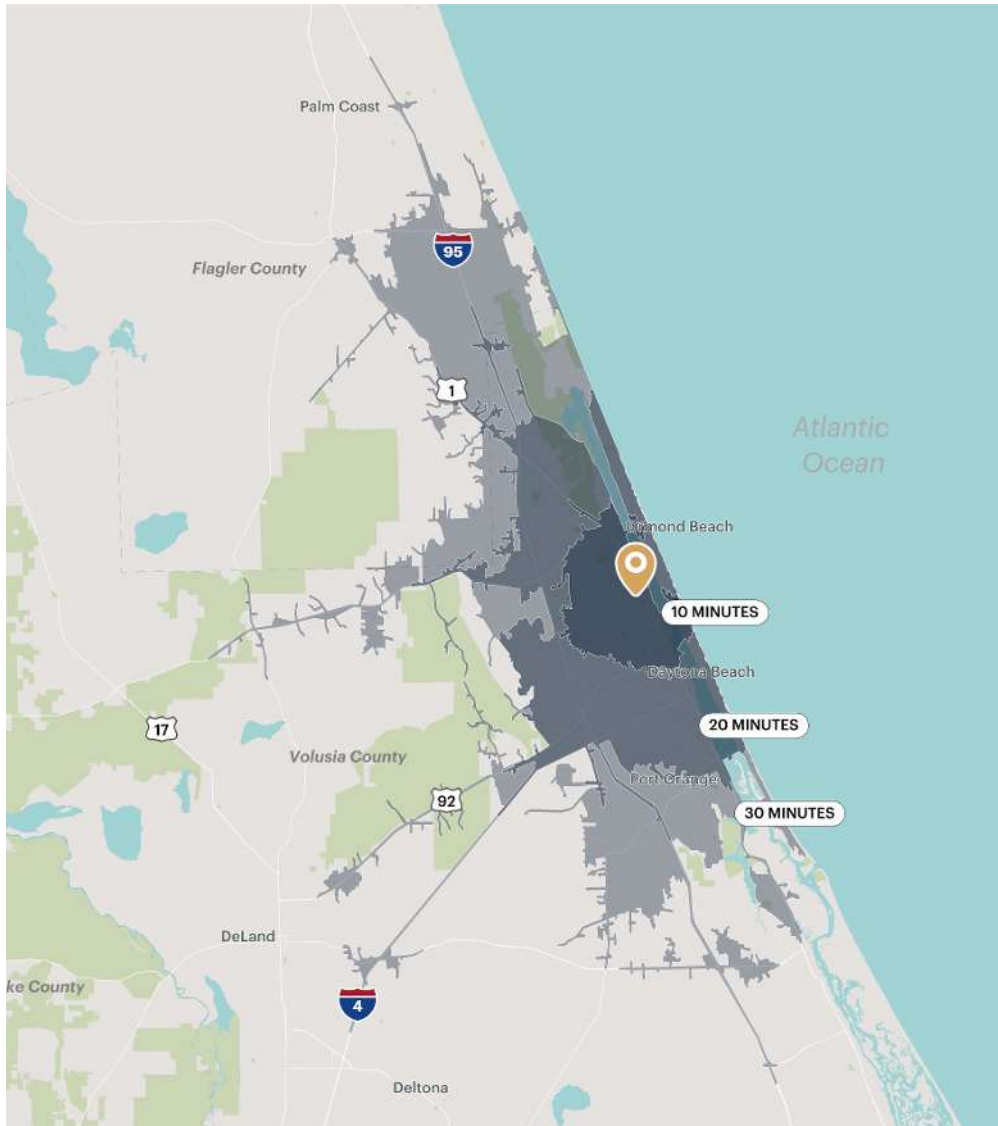 Palm Coast
95
Flagler County
1
Atlantic
Ocean
Ormond Beach
10 MINUTES
Daytona Beach
17
20 MINUTES
Volusia County
Port Orange
92
30 MINUTES
DeLand
ke County
4
Deltona